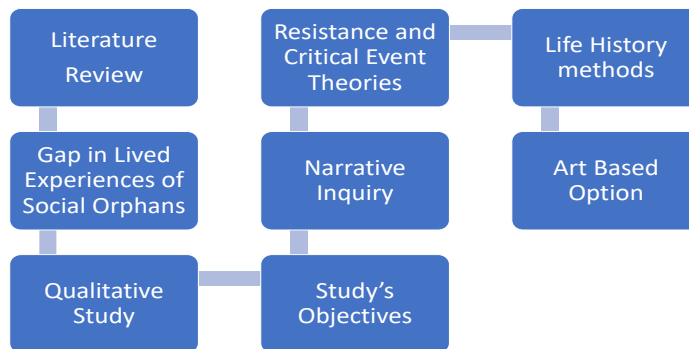 Literature
Review
Gap in Lived
Experiences of
Social Orphans
Qualitative
Study
Study’s
Objectives
Narrative
Inquiry
Resistance and
Critical Event
Theories
Life History
methods
Art Based
Option